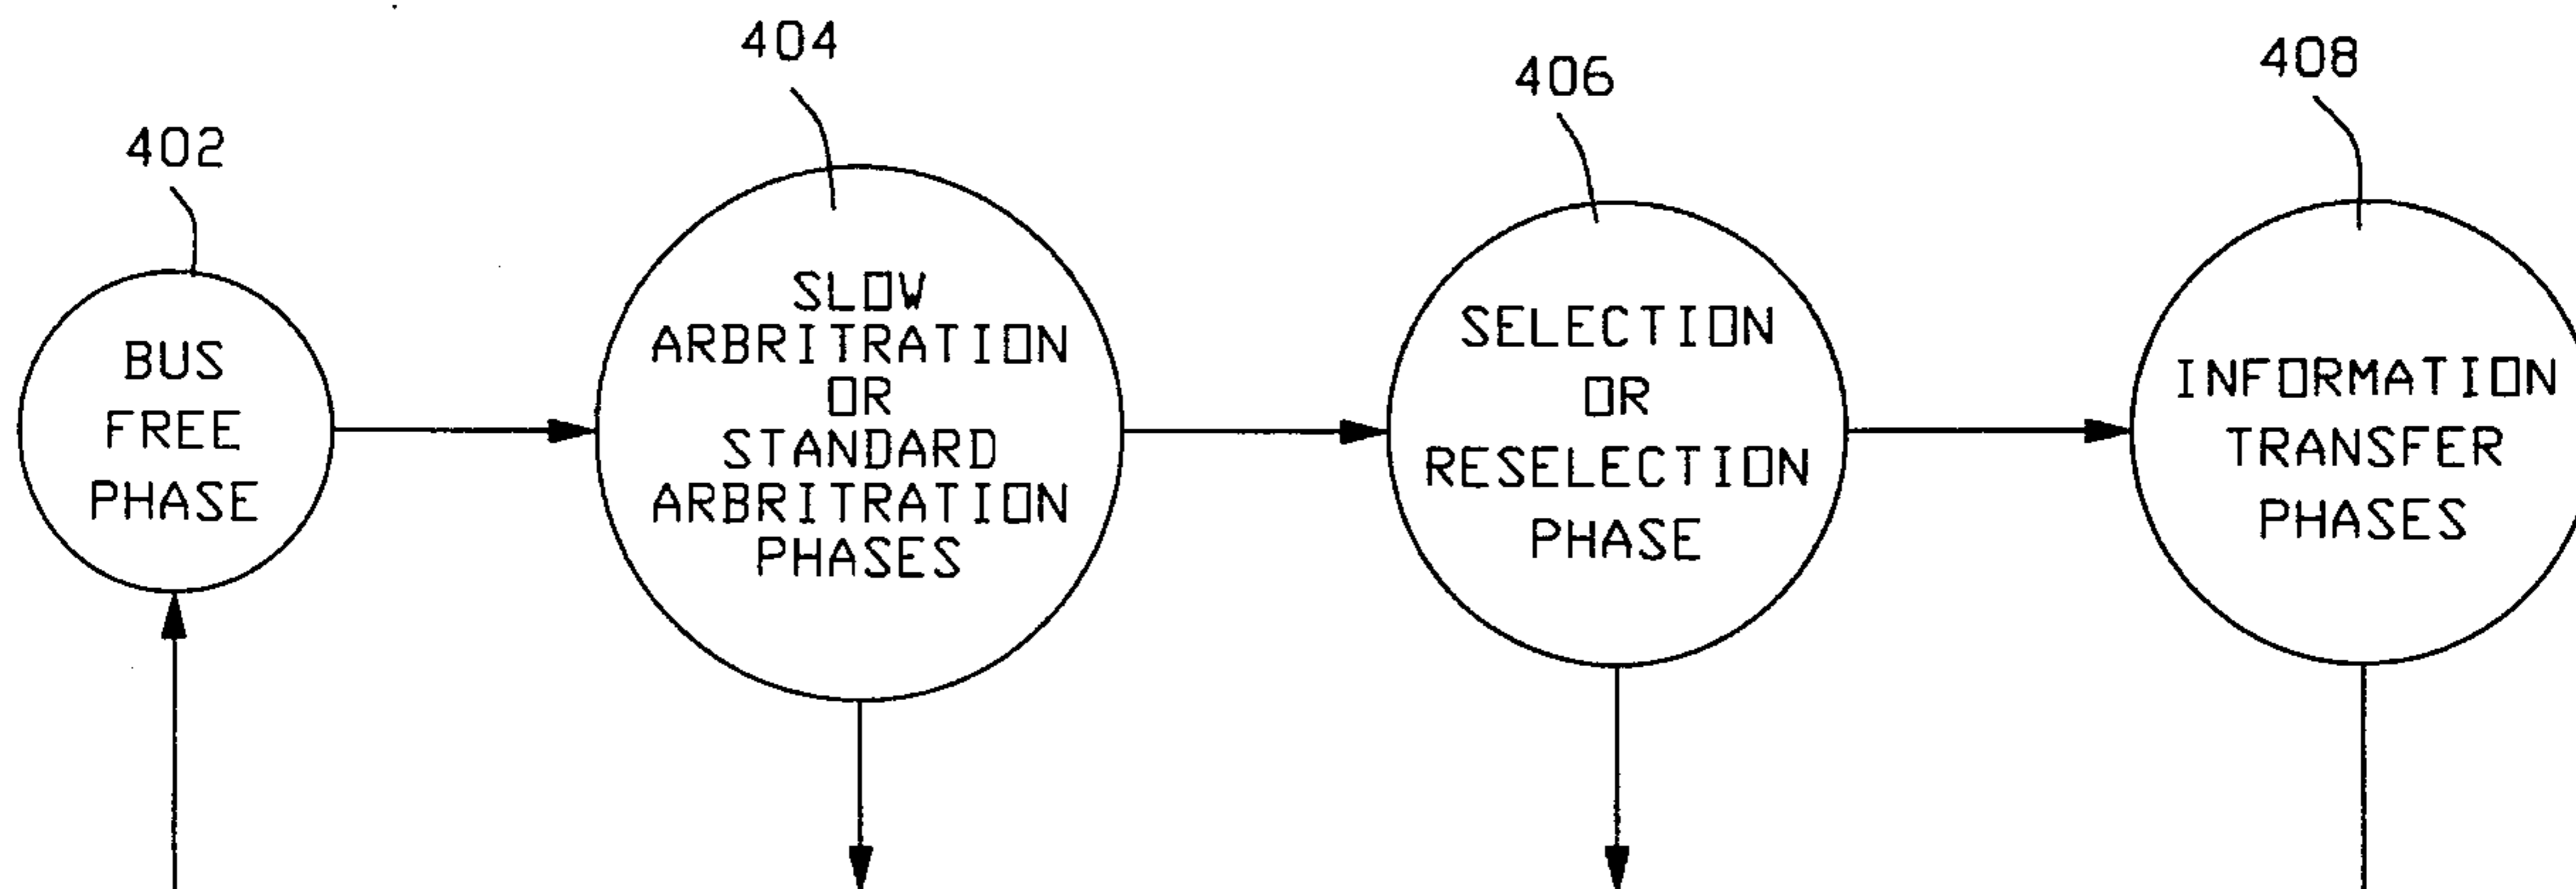 402
BUS
FREE
PHASE
404
SLOW
ARBRITRATION
OR
STANDARD
ARBRITRATION
PHASES
406
SELECTION
OR
RESELECTION
PHASE
408
INFORMATION
TRANSFER
PHASES